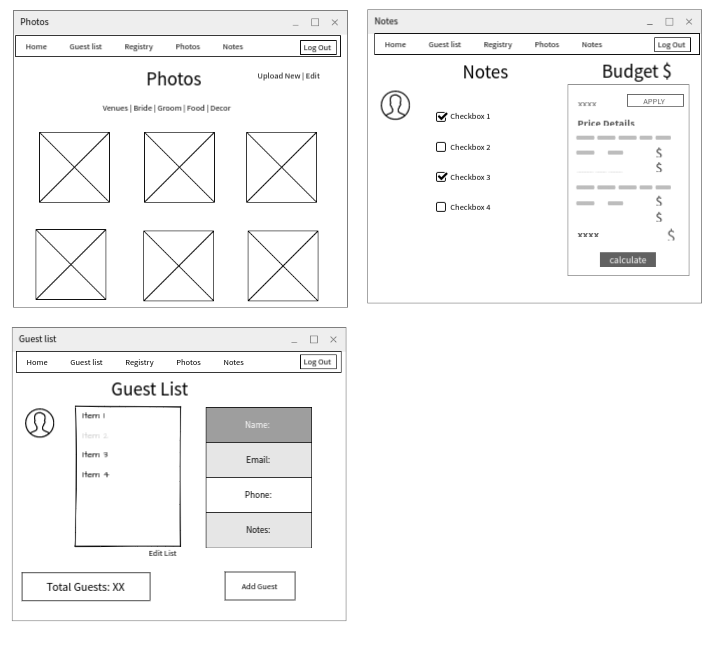 Photos
Home Guest list Registry Photos Notes Log Out
Photos
Upload New | Edit
Venues | Bride | Groom | Food | Decor
Notes
Home Guest list Registry Photos Notes Log Out
Notes
Checkbox 1
Checkbox 2
Checkbox 3
Checkbox 4
Budget $
xxxx APPLY
Price Details
$
$
$
$
xxxx $
calculate
Guest list
Home Guest list Registry Photos Notes Log Out
Guest List
Item 1
Item 2
Item 3
Item 4
Edit List
Name:
Email:
Phone:
Notes:
Total Guests: XX
Add Guest